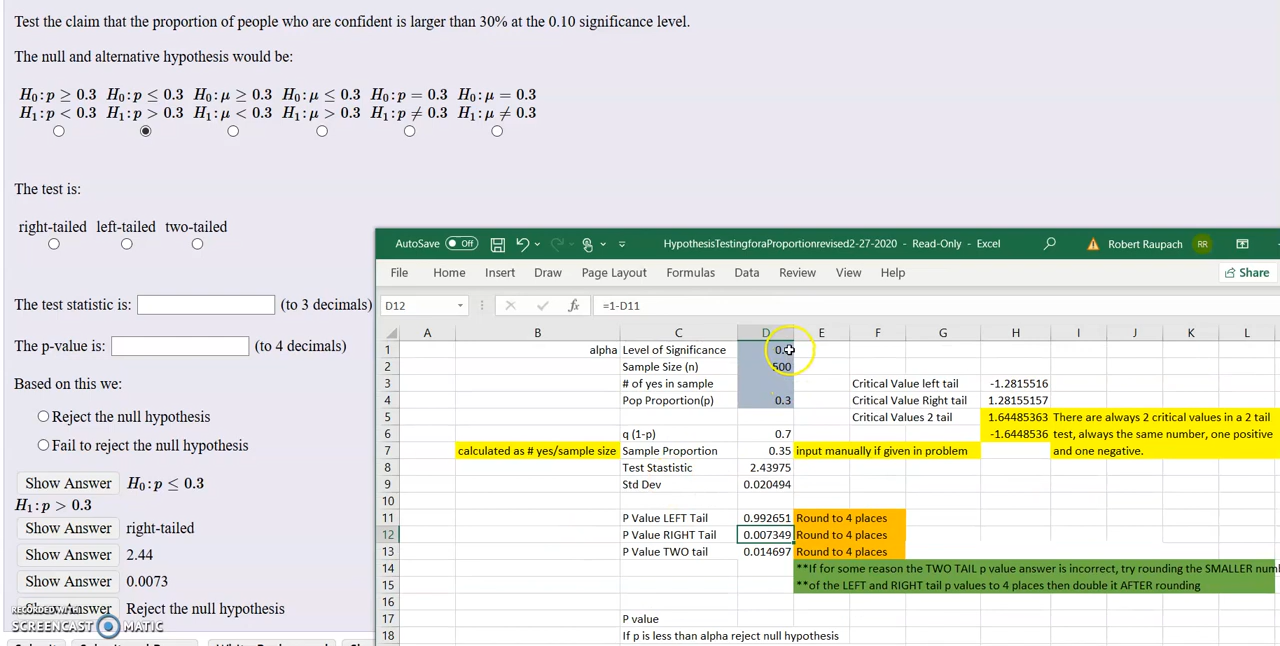 Test the claim that the proportion of people who are confident is larger than 30% at the 0.10 significance level.
The null and alternative hypothesis would be:
H₀: p ≥ 0.3 H₀: p ≤ 0.3 H₀: μ ≥ 0.3 H₀: μ ≤ 0.3 H₀: p = 0.3 H₀: μ = 0.3
H₁: p < 0.3 H₁: p > 0.3 H₁: μ < 0.3 H₁: μ > 0.3 H₁: p ≠ 0.3 H₁: μ ≠ 0.3
The test is:
right-tailed left-tailed two-tailed
The test statistic is: (to 3 decimals)
The p-value is: (to 4 decimals)
Based on this we:
Reject the null hypothesis
Fail to reject the null hypothesis
Show Answer H₀: p ≤ 0.3
H₁: p > 0.3
Show Answer right-tailed
Show Answer 2.44
Show Answer 0.0073
Show Answer Reject the null hypothesis
RECORDED WITH
SCREENCAST MATIC
AutoSave Off HypothesisTestingforaProportionrevised2-27-2020 - Read-Only - Excel Robert Raupach RR
File Home Insert Draw Page Layout Formulas Data Review View Help Share
D12 fx =1-D11
A B C D E F G H I J K L
1 alpha Level of Significance
2 Sample Size (n) 500
3 # of yes in sample Critical Value left tail -1.2815516
4 Pop Proportion(p) 0.3 Critical Value Right tail 1.28155157
5 Critical Values 2 tail 1.64485363 There are always 2 critical values in a 2 tail
6 q (1-p) 0.7 -1.6448536 test, always the same number, one positive
7 calculated as # yes/sample size Sample Proportion 0.35 input manually if given in problem and one negative.
8 Test Stastistic 2.43975
9 Std Dev 0.020494
10
11 P Value LEFT Tail 0.992651 Round to 4 places
12 P Value RIGHT Tail 0.007349 Round to 4 places
13 P Value TWO tail 0.014697 Round to 4 places
14 **If for some reason the TWO TAIL p value answer is incorrect, try rounding the SMALLER
15 **of the LEFT and RIGHT tail p values to 4 places then double it AFTER rounding
16
17 P value
18 If p is less than alpha reject null hypothesis